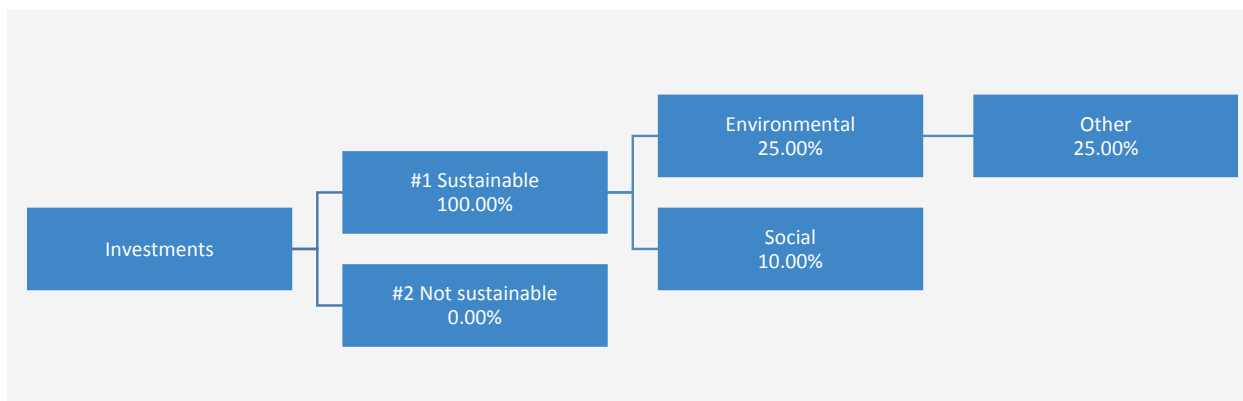 Investments
#1 Sustainable
100.00%
#2 Not sustainable
0.00%
Environmental
25.00%
Social
10.00%
Other
25.00%